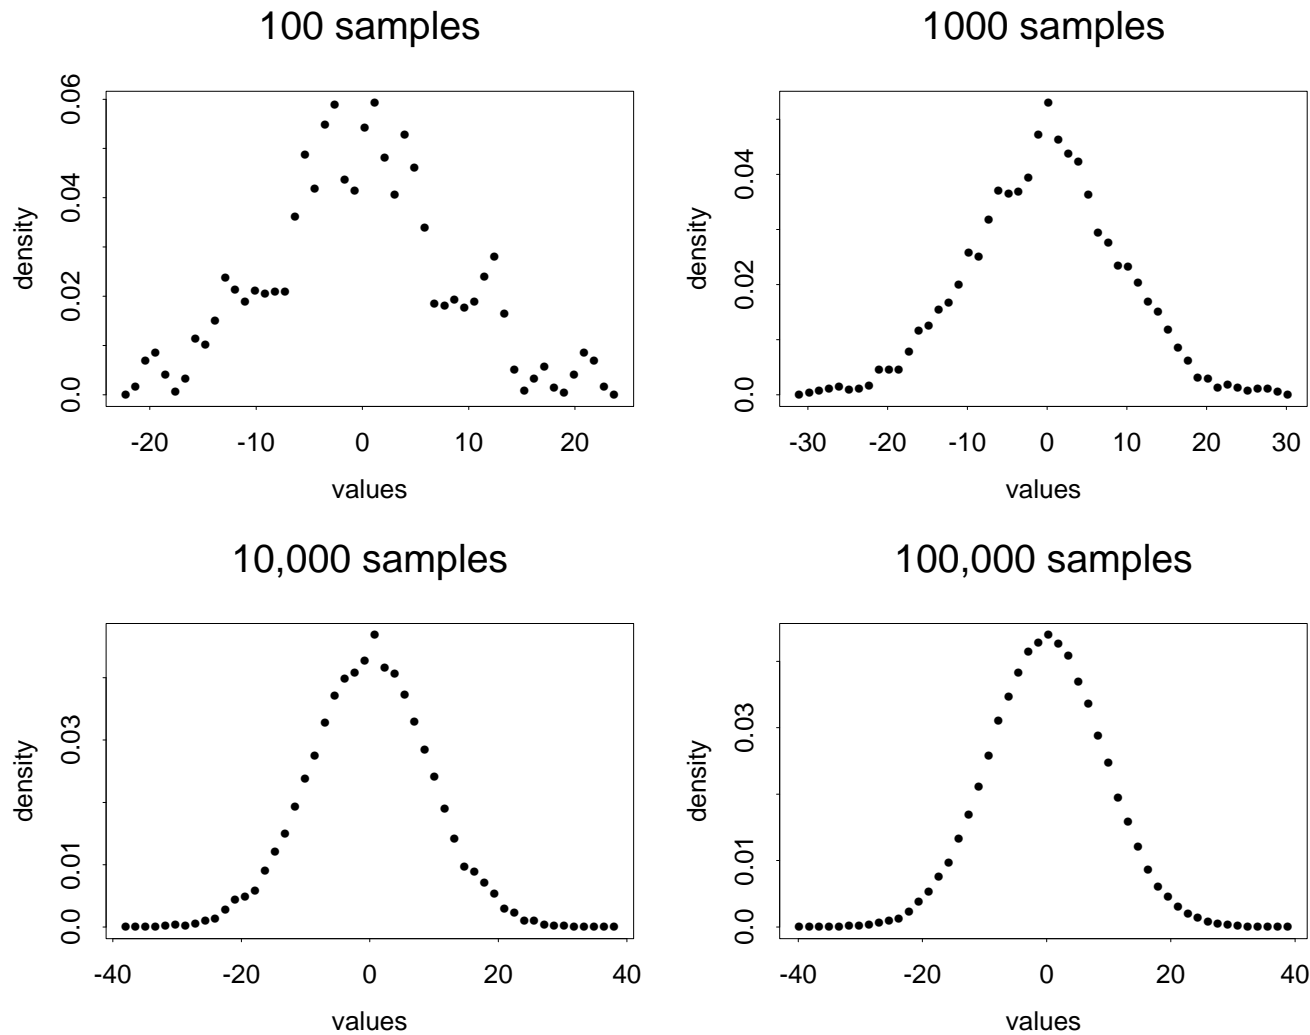 100 samples
1000 samples
density
0.0 0.02 0.04 0.06
-20 -10 0 10 20
values
density
0.0 0.02 0.04
-30 -20 -10 0 10 20 30
values
10,000 samples
100,000 samples
density
0.0 0.01 0.03
-40 -20 0 20 40
values
density
0.0 0.01 0.03
-40 -20 0 20 40
values